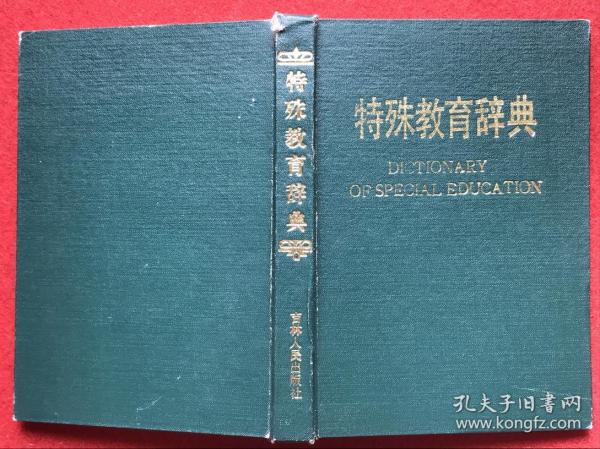 特殊教育辞典
吉林人民出版社
特殊教育辞典
DICTIONARY
OF SPECIAL EDUCATION
孔夫子旧书网
www.kongfz.com